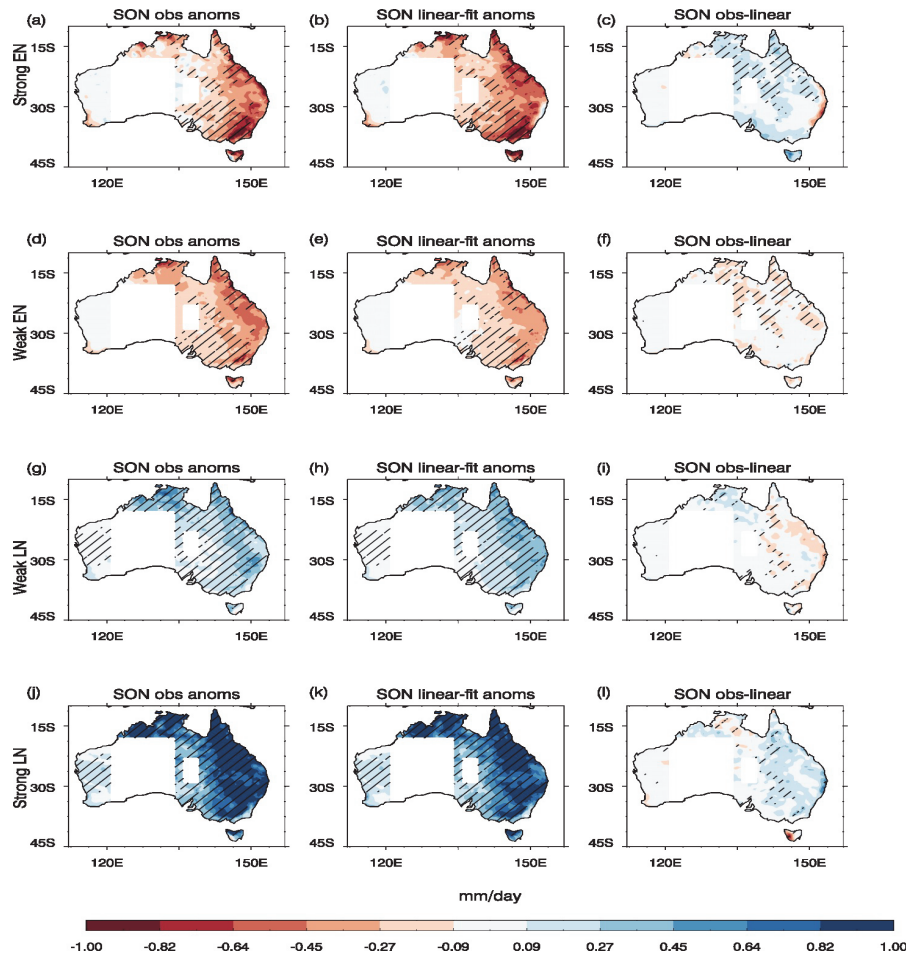 (a) SON obs anoms (b) SON linear-fit anoms (c) SON obs-linear
Strong EN
15S 15S 15S
30S 30S 30S
45S 45S 45S
120E 150E 120E 150E 120E 150E
(d) SON obs anoms (e) SON linear-fit anoms (f) SON obs-linear
Weak EN
15S 15S 15S
30S 30S 30S
45S 45S 45S
120E 150E 120E 150E 120E 150E
(g) SON obs anoms (h) SON linear-fit anoms (i) SON obs-linear
Weak LN
15S 15S 15S
30S 30S 30S
45S 45S 45S
120E 150E 120E 150E 120E 150E
(j) SON obs anoms (k) SON linear-fit anoms (l) SON obs-linear
Strong LN
15S 15S 15S
30S 30S 30S
45S 45S 45S
120E 150E 120E 150E 120E 150E
mm/day
-1.00 -0.82 -0.64 -0.45 -0.27 -0.09 0.09 0.27 0.45 0.64 0.82 1.00